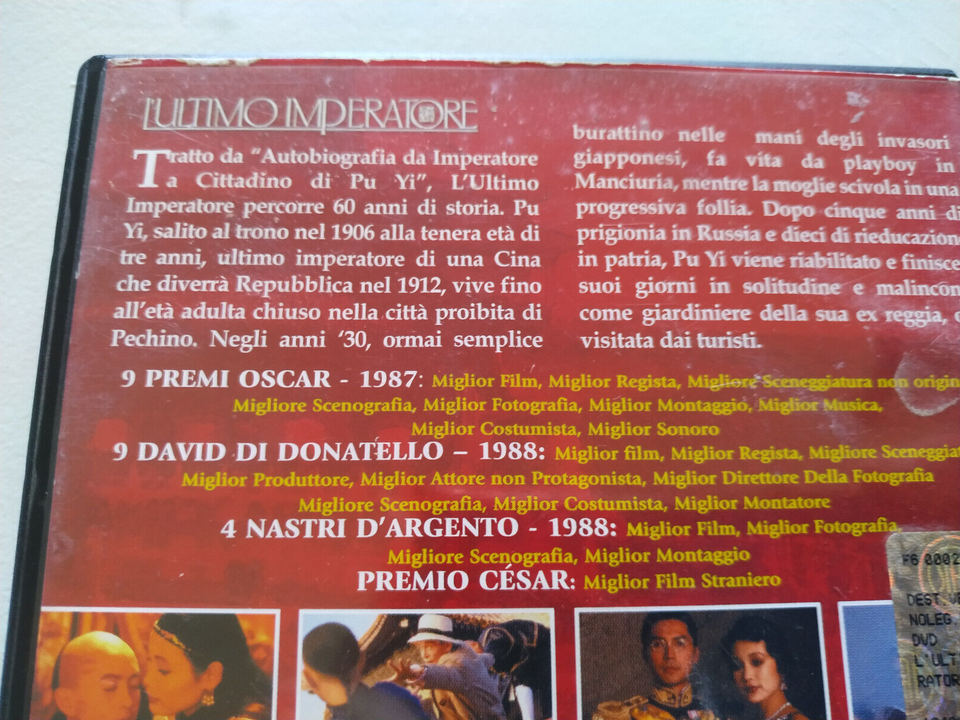 L'ULTIMO IMPERATORE
Tratto da "Autobiografia da Imperatore
a Cittadino di Pu Yi", L'Ultimo
Imperatore percorre 60 anni di storia. Pu
Yi, salito al trono nel 1906 alla tenera età di
tre anni, ultimo imperatore di una Cina
che diverrà Repubblica nel 1912, vive fino
all'età adulta chiuso nella città proibita di
Pechino. Negli anni '30, ormai semplice
burattino nelle mani degli invasori
giapponesi, fa vita da playboy in
Manciuria, mentre la moglie scivola in una
progressiva follia. Dopo cinque anni di
prigionia in Russia e dieci di rieducazione
in patria, Pu Yi viene riabilitato e finisce
suoi giorni in solitudine e malincon
come giardiniere della sua ex reggia,
visitata dai turisti.
9 PREMI OSCAR - 1987: Miglior Film, Miglior Regista, Migliore Sceneggiatura non origin
Migliore Scenografia, Miglior Fotografia, Miglior Montaggio, Miglior Musica,
Miglior Costumista, Miglior Sonoro
9 DAVID DI DONATELLO – 1988: Miglior film, Miglior Regista, Migliore Sceneggiat
Miglior Produttore, Miglior Attore non Protagonista, Miglior Direttore Della Fotografia
Migliore Scenografia, Miglior Costumista, Miglior Montatore
4 NASTRI D'ARGENTO - 1988: Miglior Film, Miglior Fotografia,
Migliore Scenografia, Miglior Montaggio
PREMIO CÉSAR: Miglior Film Straniero
F6 0002
DEST.VE
NOLEG.
DVD
L'ULT
RATOR